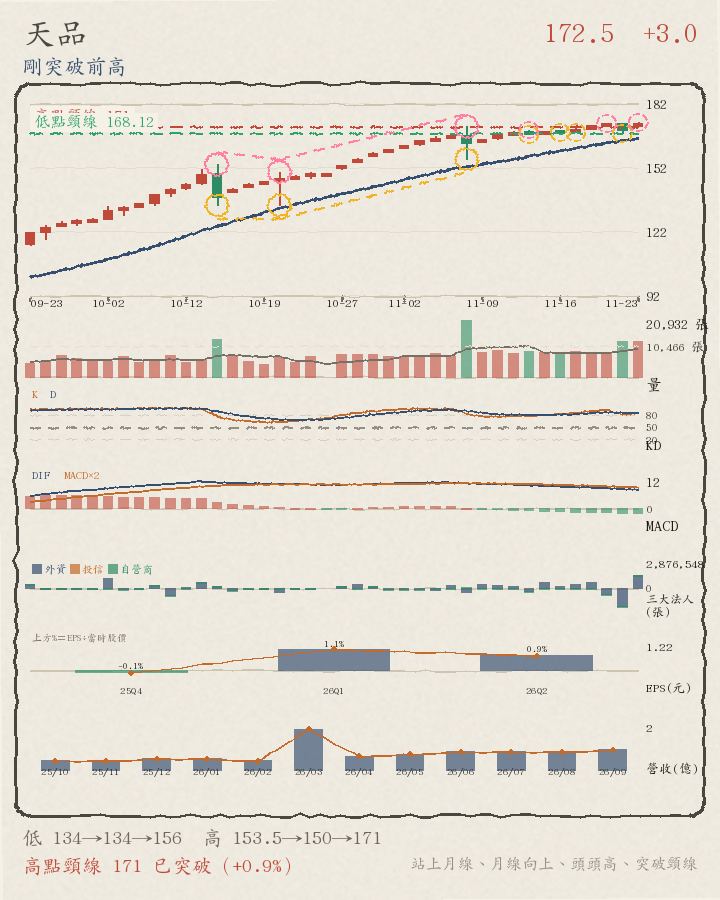 天品
172.5 +3.0
剛突破前高
低點頸線 168.12
182
152
122
92
09-23 10-02 10-12 10-19 10-27 11-02 11-09 11-16 11-23
20,932 張
10,466 張
量
K D
80
50
20
KD
DIF MACD×2
12
0
MACD
外資 投信 自營商
2,876,548
0
三大法人
(張)
上方%=EPS÷當時股價
-0.1% 1.1% 0.9%
1.22
25Q4 26Q1 26Q2
EPS(元)
2
25/10 25/11 25/12 26/01 26/02 26/03 26/04 26/05 26/06 26/07 26/08 26/09
營收(億)
低 134→134→156 高 153.5→150→171
高點頸線 171 已突破 (+0.9%)
站上月線、月線向上、頭頭高、突破頸線